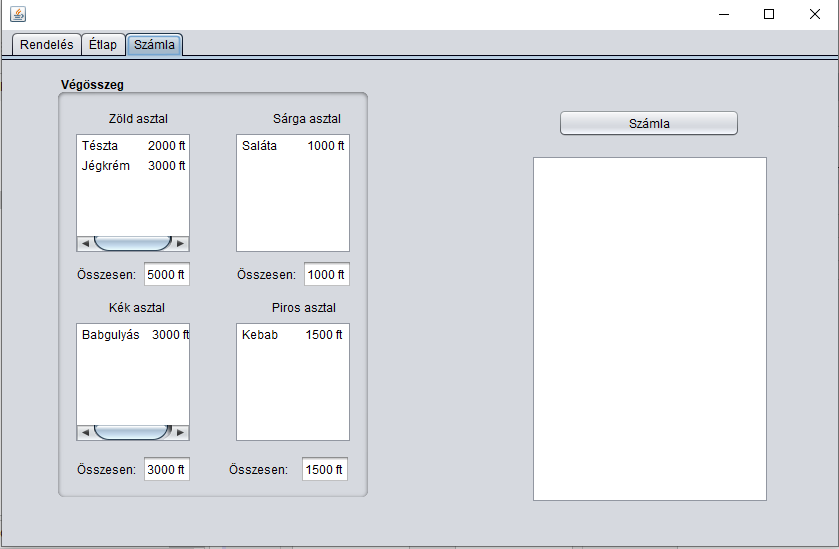 Rendelés Étlap Számla
Végösszeg
Zöld asztal
Tészta 2000 ft
Jégkrém 3000 ft
Összesen: 5000 ft
Sárga asztal
Saláta 1000 ft
Összesen: 1000 ft
Kék asztal
Babgulyás 3000 ft
Összesen: 3000 ft
Piros asztal
Kebab 1500 ft
Összesen: 1500 ft
Számla